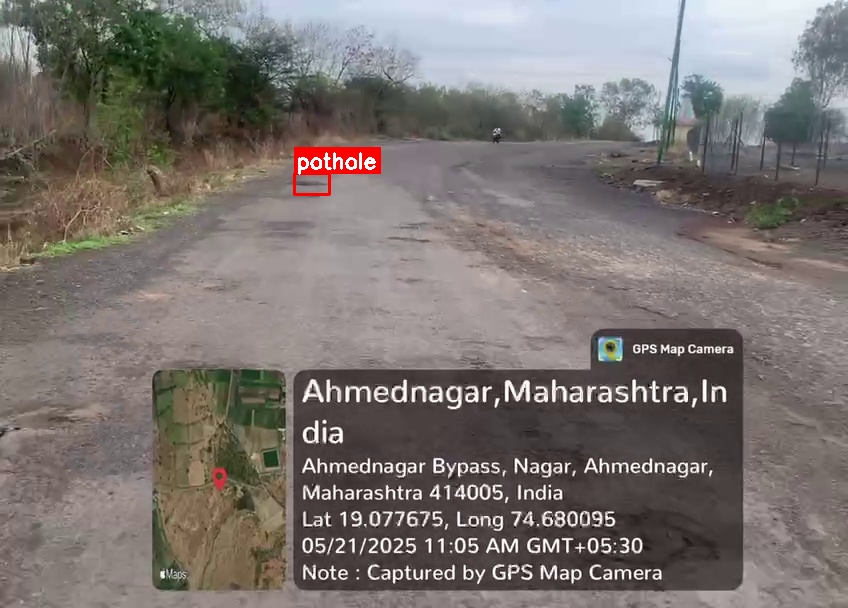 pothole
GPS Map Camera
Ahmednagar,Maharashtra,In
dia
Ahmednagar Bypass, Nagar, Ahmednagar,
Maharashtra 414005, India
Lat 19.077675, Long 74.680095
05/21/2025 11:05 AM GMT+05:30
Note : Captured by GPS Map Camera
Maps